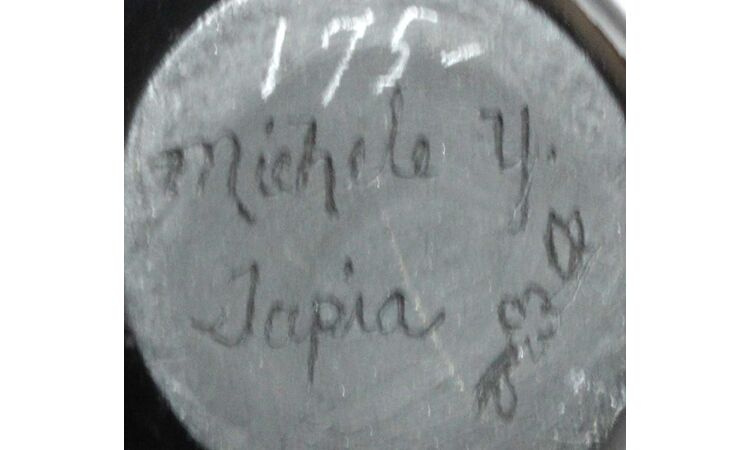 175-
Michele Y.
Tapia